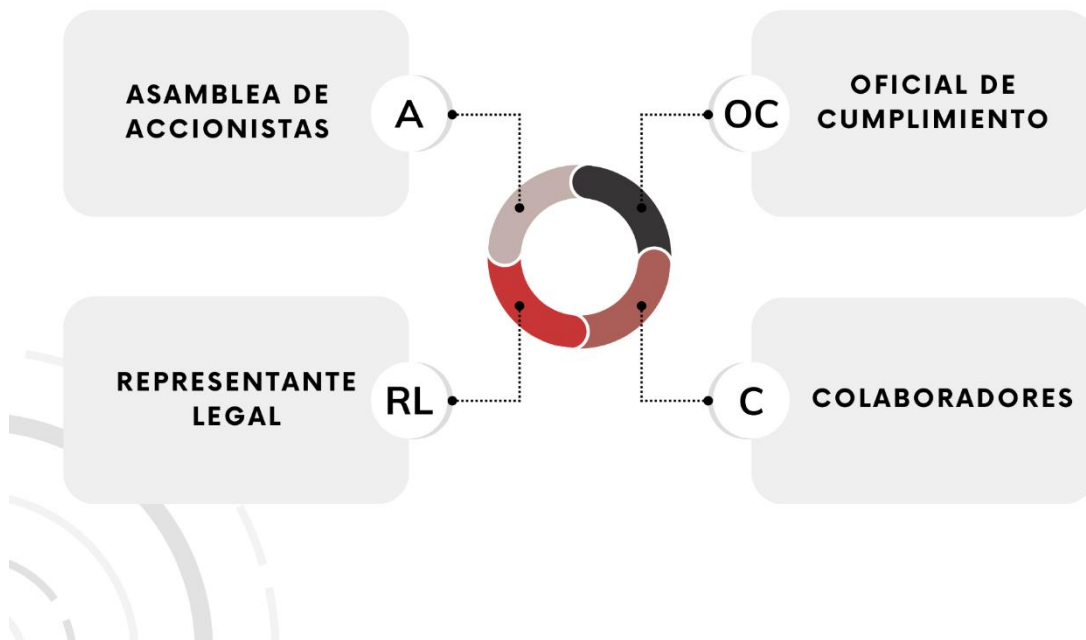 ASAMBLEA DE
ACCIONISTAS
A
OC
OFICIAL DE
CUMPLIMIENTO
REPRESENTANTE
LEGAL
RL
C
COLABORADORES